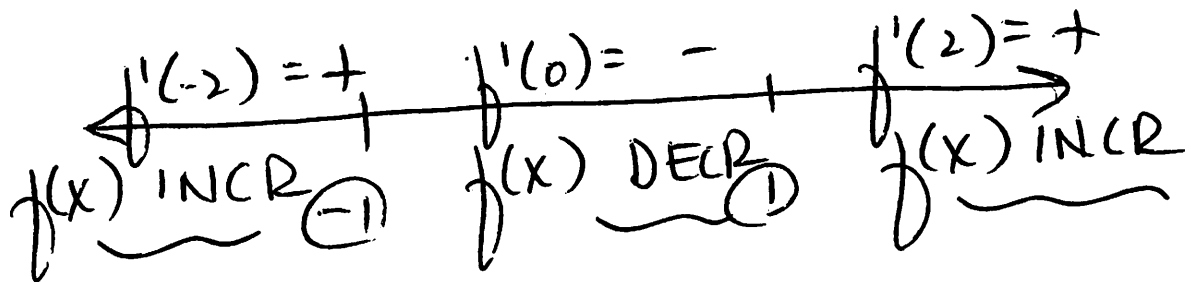 f'(-2) = + f'(0) = - f'(2) = +
f(x) INCR -1 f(x) DECR 1 f(x) INCR